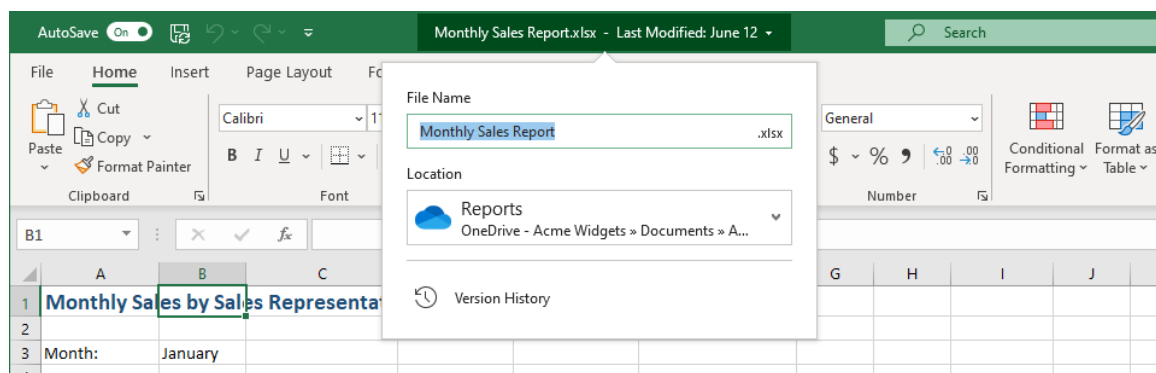 AutoSave On Monthly Sales Report.xlsx - Last Modified: June 12 Search
File Home Insert Page Layout
Cut
Copy
Paste
Format Painter
Clipboard
Calibri
B I U
Font
File Name
Monthly Sales Report .xlsx
Location
Reports
OneDrive - Acme Widgets » Documents » A...
Version History
General
$ % 9 .00 .0
Number
Conditional Formatting
Format as
Table
B1 fx
A B C G H I J
1 Monthly Sales by Sales Representa
2
3 Month: January